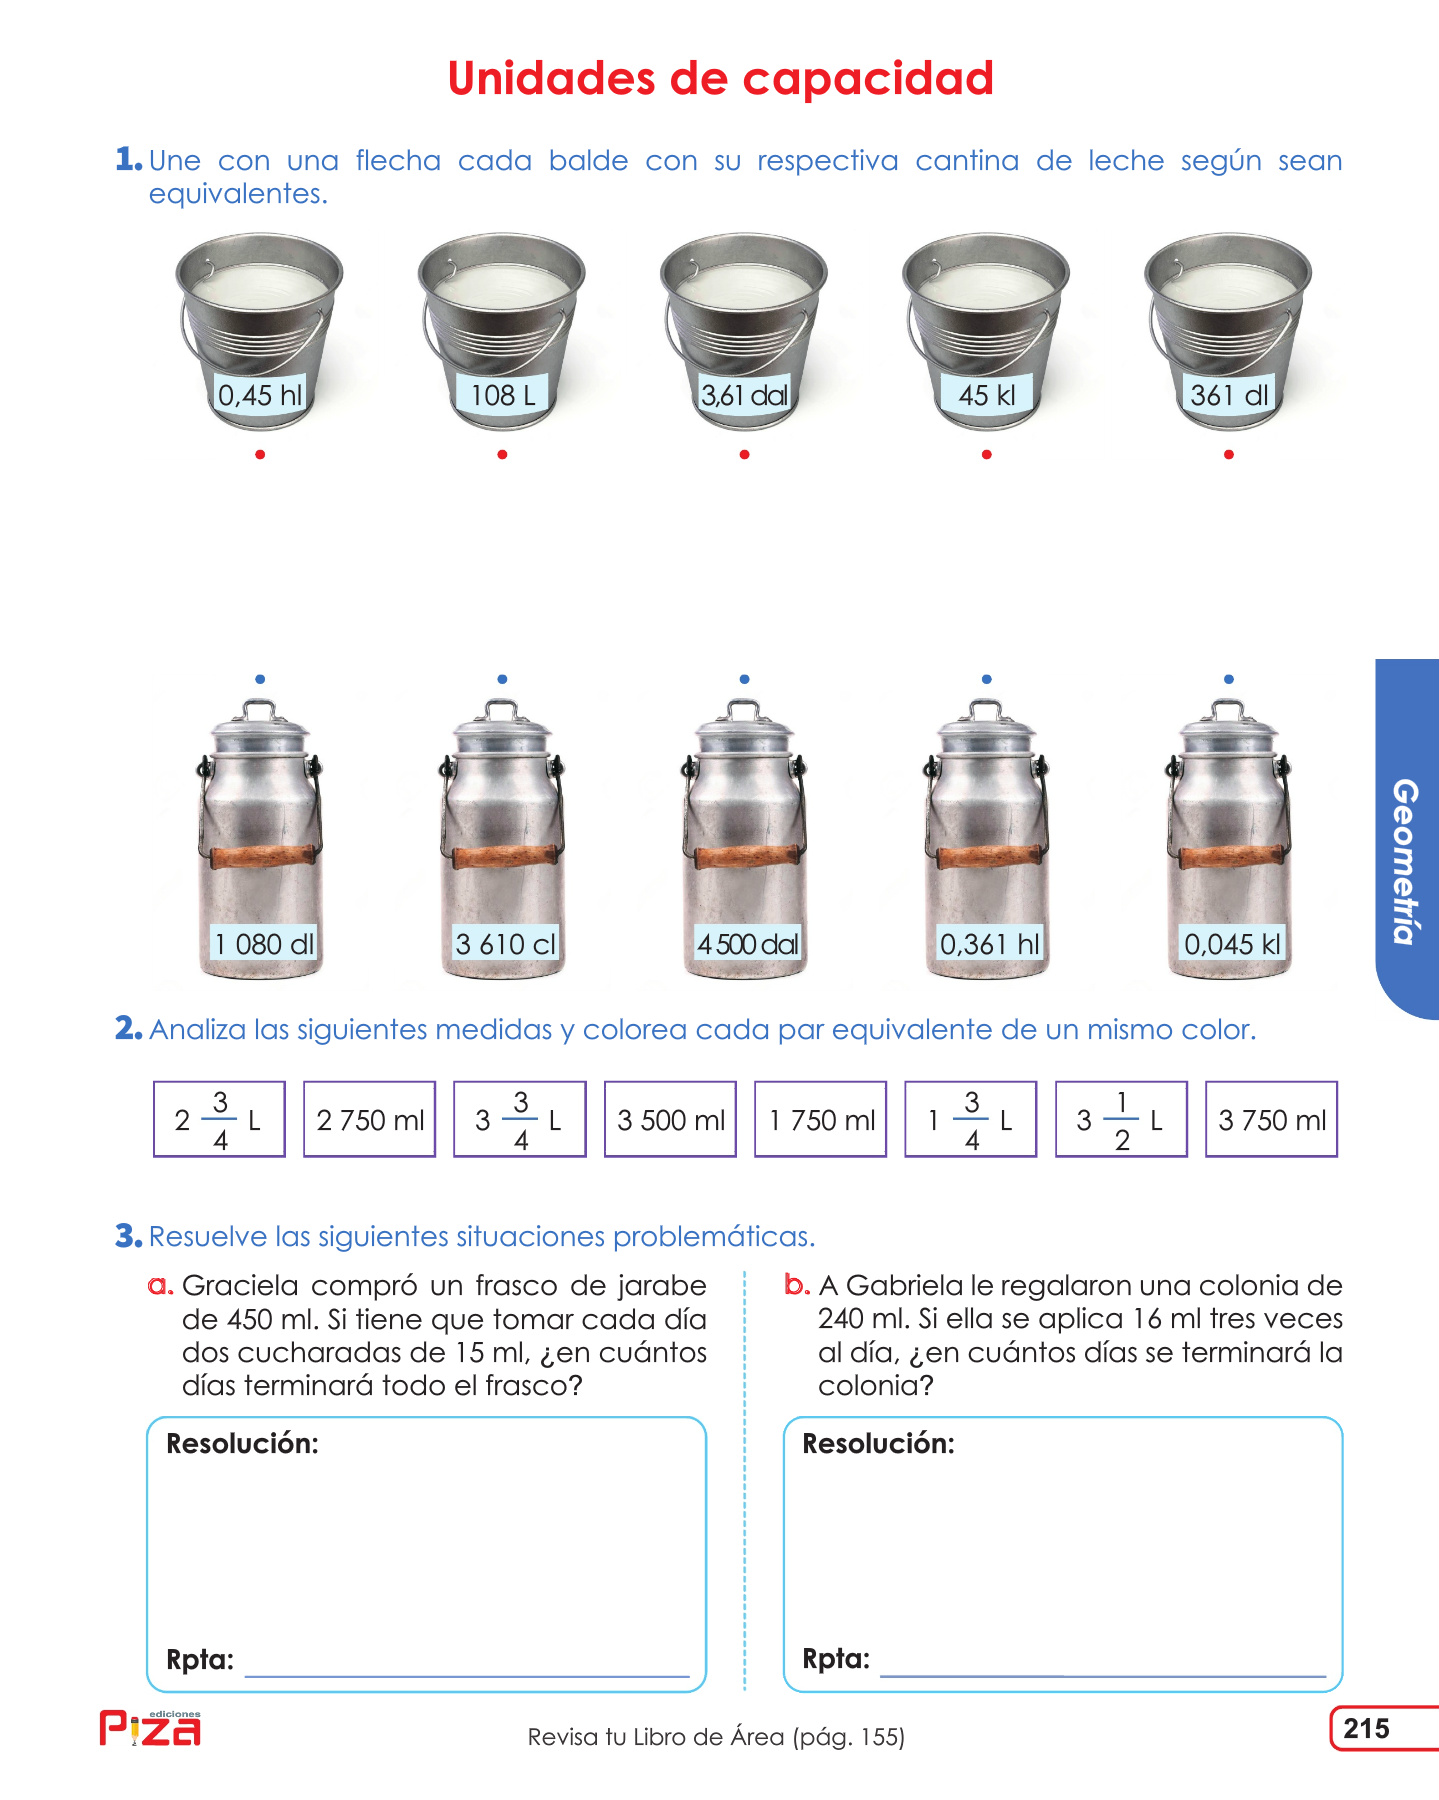 Unidades de capacidad
1. Une con una flecha cada balde con su respectiva cantina de leche según sean
equivalentes.
0,45 hl 108 L 3,61 dal 45 kl 361 dl
1 080 dl 3 610 cl 4 500 dal 0,361 hl 0,045 kl
Geometría
2. Analiza las siguientes medidas y colorea cada par equivalente de un mismo color.
2 3/4 L 2 750 ml 3 3/4 L 3 500 ml 1 750 ml 1 3/4 L 3 1/2 L 3 750 ml
3. Resuelve las siguientes situaciones problemáticas.
a. Graciela compró un frasco de jarabe
de 450 ml. Si tiene que tomar cada día
dos cucharadas de 15 ml, ¿en cuántos
días terminará todo el frasco?
Resolución:
Rpta:
b. A Gabriela le regalaron una colonia de
240 ml. Si ella se aplica 16 ml tres veces
al día, ¿en cuántos días se terminará la
colonia?
Resolución:
Rpta:
ediciones
Piza
Revisa tu Libro de Área (pág. 155)
215